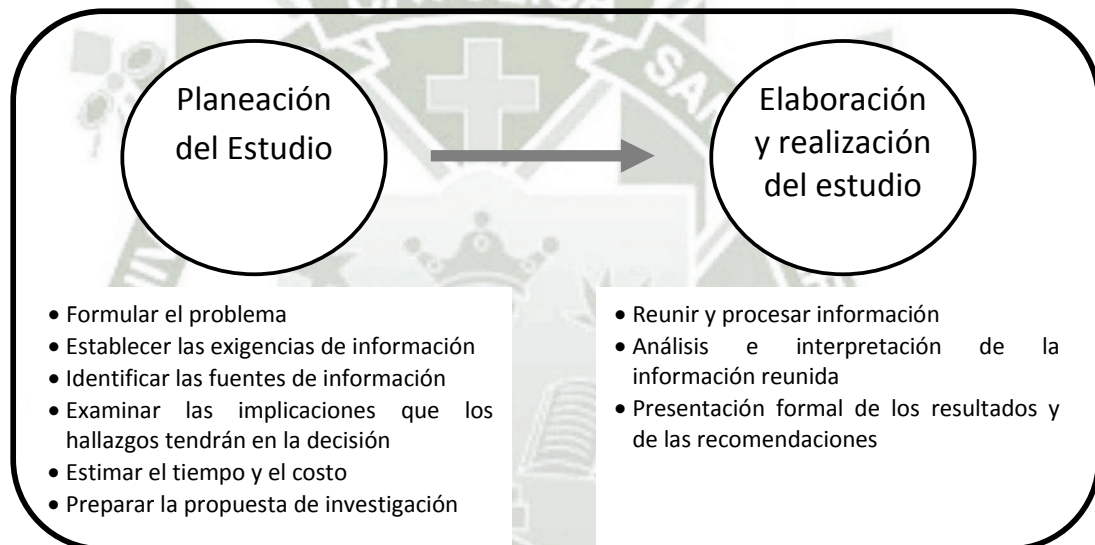 Planeación
del Estudio
Elaboración
y realización
del estudio
• Formular el problema
• Establecer las exigencias de información
• Identificar las fuentes de información
• Examinar las implicaciones que los
hallazgos tendrán en la decisión
• Estimar el tiempo y el costo
• Preparar la propuesta de investigación
• Reunir y procesar información
• Análisis e interpretación de la
información reunida
• Presentación formal de los resultados y
de las recomendaciones